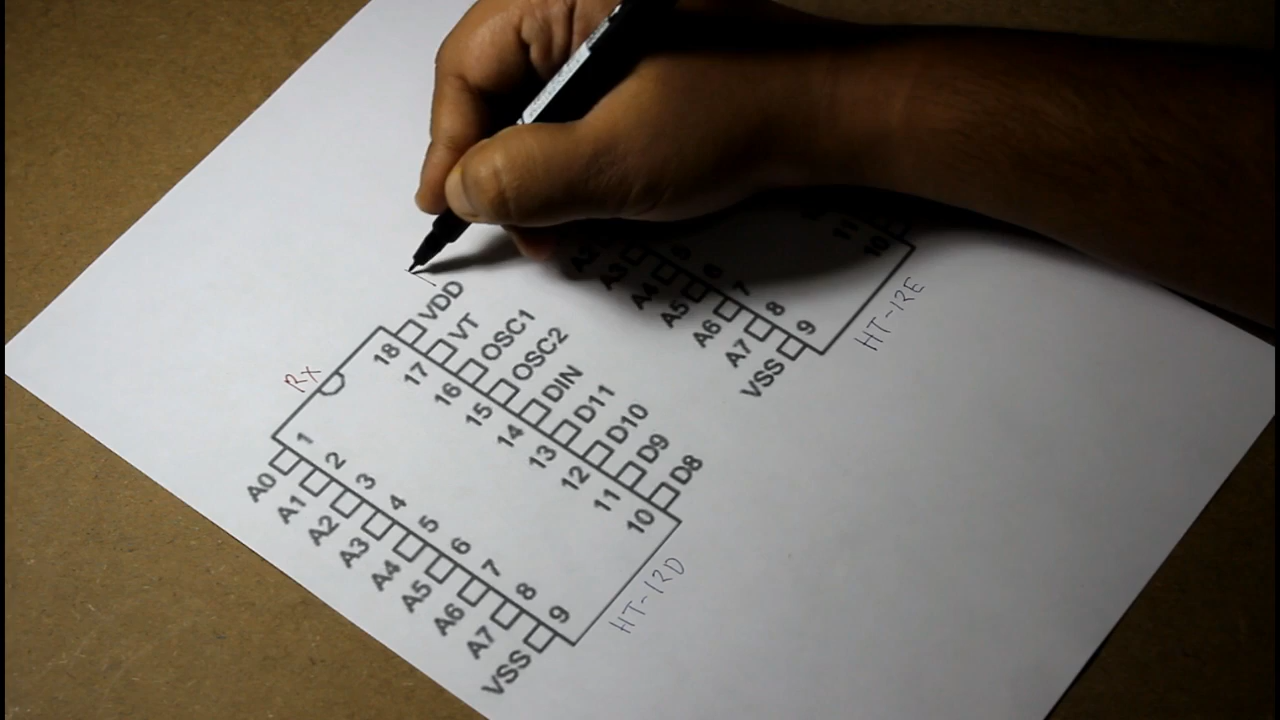 RX
18 VDD
17 VT
16 OSC1
15 OSC2
14 DIN
13 D11
12 D10
11 D9
10 D8
1 A0
2 A1
3 A2
4 A3
5 A4
6 A5
7 A6
8 A7
9 VSS
HT-12D
A3
5 A4
6 A5
7 A6
8 A7
9 VSS
11
10
HT-12E